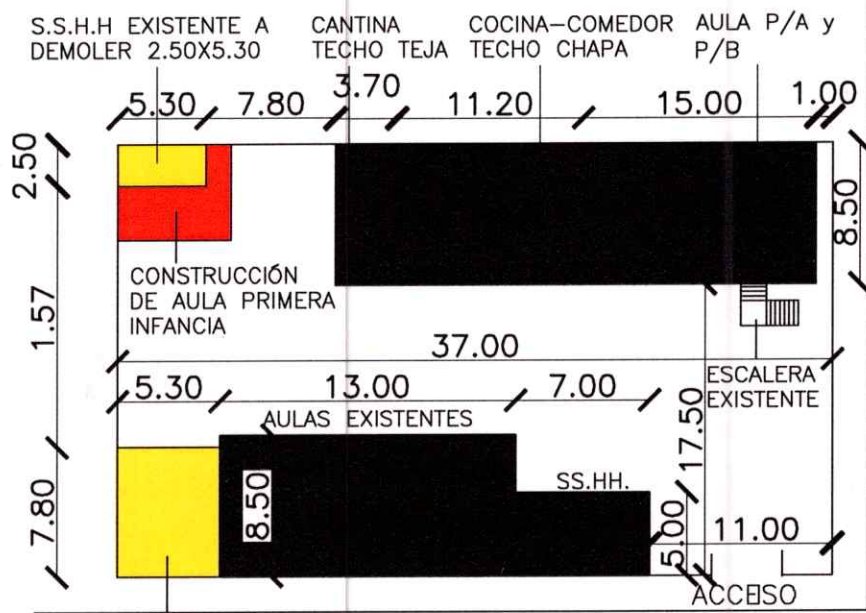 S.S.H.H EXISTENTE A
DEMOLER 2.50X5.30
CANTINA
TECHO TEJA
COCINA-COMEDOR
TECHO CHAPA
AULA P/A y
P/B
5.30
7.80
3.70
11.20
15.00
1.00
2.50
8.50
CONSTRUCCIÓN
DE AULA PRIMERA
INFANCIA
1.57
37.00
ESCALERA
EXISTENTE
5.30
13.00
7.00
AULAS EXISTENTES
17.50
SS.HH.
7.80
8.50
5.00
11.00
ACCESO